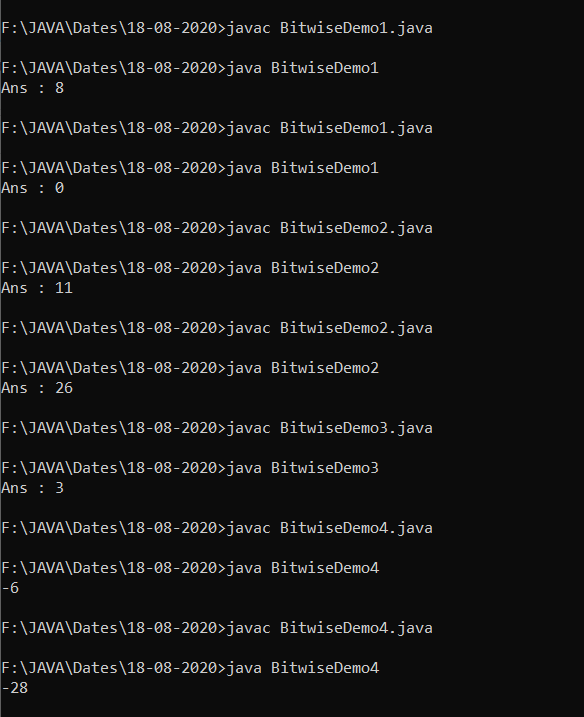 F:\JAVA\Dates\18-08-2020>javac BitwiseDemo1.java
F:\JAVA\Dates\18-08-2020>java BitwiseDemo1
Ans : 8
F:\JAVA\Dates\18-08-2020>javac BitwiseDemo1.java
F:\JAVA\Dates\18-08-2020>java BitwiseDemo1
Ans : 0
F:\JAVA\Dates\18-08-2020>javac BitwiseDemo2.java
F:\JAVA\Dates\18-08-2020>java BitwiseDemo2
Ans : 11
F:\JAVA\Dates\18-08-2020>javac BitwiseDemo2.java
F:\JAVA\Dates\18-08-2020>java BitwiseDemo2
Ans : 26
F:\JAVA\Dates\18-08-2020>javac BitwiseDemo3.java
F:\JAVA\Dates\18-08-2020>java BitwiseDemo3
Ans : 3
F:\JAVA\Dates\18-08-2020>javac BitwiseDemo4.java
F:\JAVA\Dates\18-08-2020>java BitwiseDemo4
-6
F:\JAVA\Dates\18-08-2020>javac BitwiseDemo4.java
F:\JAVA\Dates\18-08-2020>java BitwiseDemo4
-28